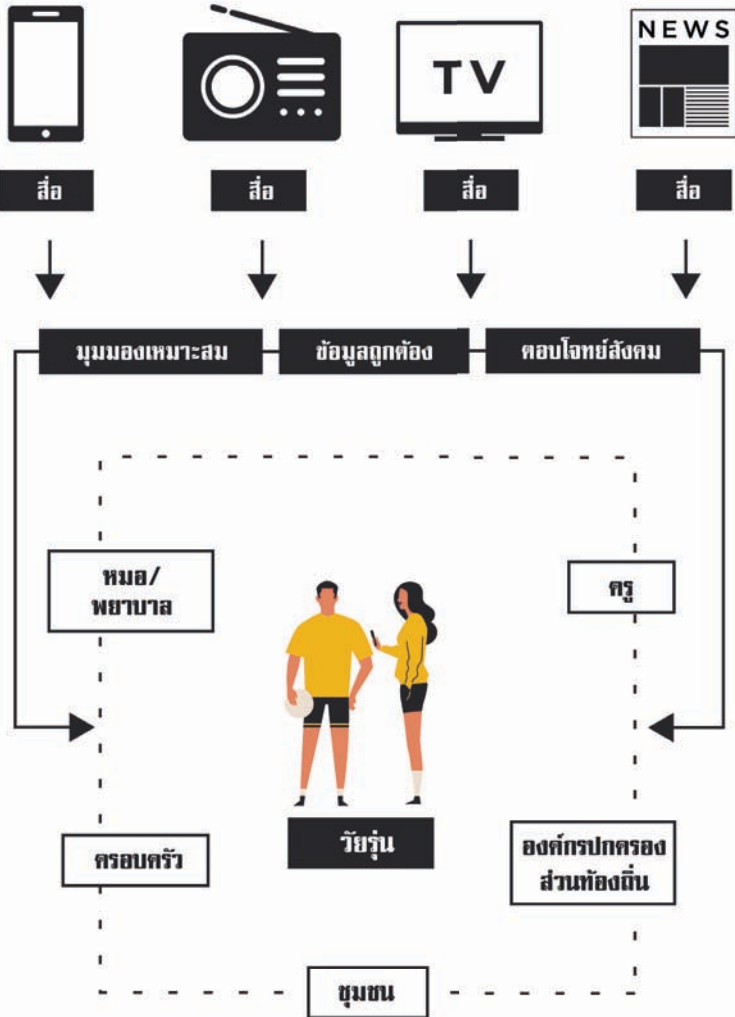 NEWS
TV
สื่อ
สื่อ
สื่อ
สื่อ
มุมมองเหมาะสม
ข้อมูลถูกต้อง
ตอบโจทย์สังคม
หมอ/
พยาบาล
ครู
วัยรุ่น
ครอบครัว
องค์กรปกครอง
ส่วนท้องถิ่น
ชุมชน